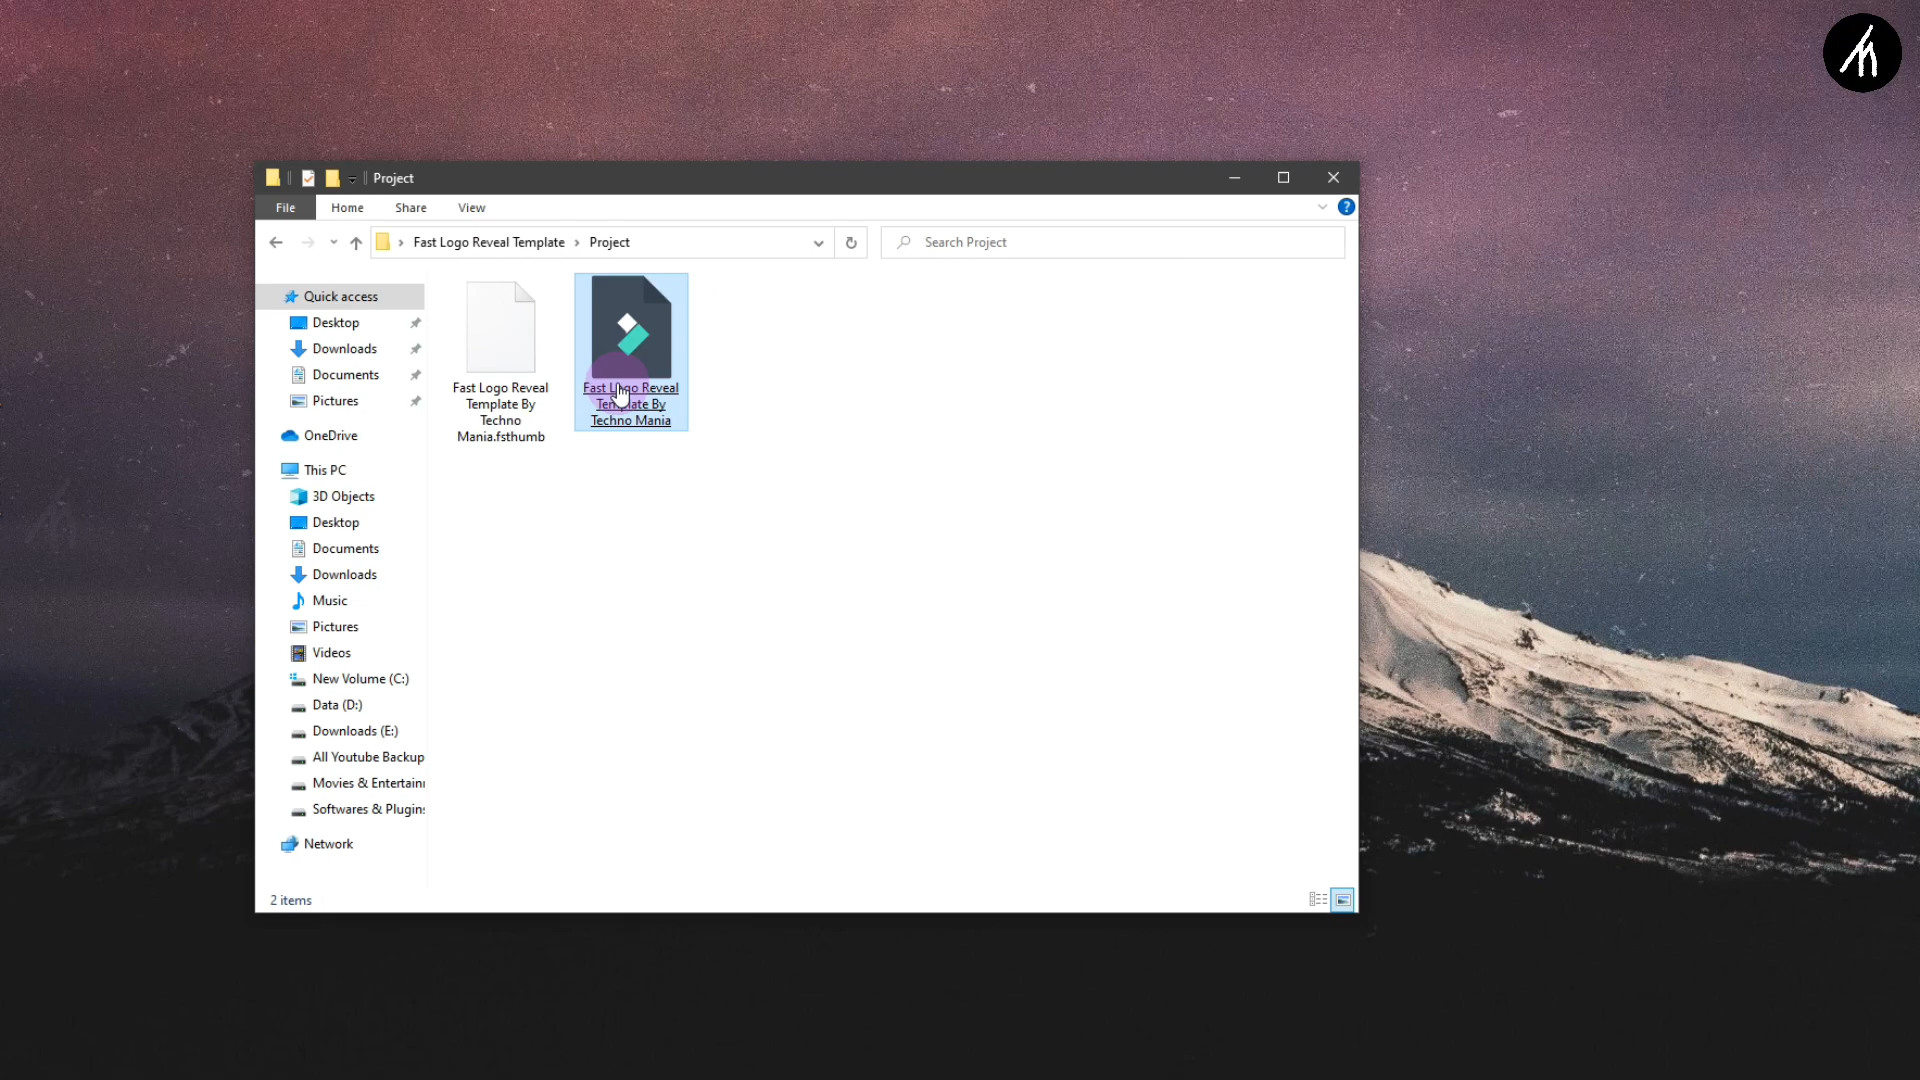 Project
File
Home
Share
View
?
Fast Logo Reveal Template
Project
Search Project
Quick access
Desktop
Downloads
Documents
Pictures
OneDrive
This PC
3D Objects
Desktop
Documents
Downloads
Music
Pictures
Videos
New Volume (C:)
Data (D:)
Downloads (E:)
All Youtube Backup
Movies & Entertain
Softwares & Plugins
Network
Fast Logo Reveal
Template By
Techno
Mania.fsthumb
Fast Logo Reveal
Template By
Techno Mania
2 items